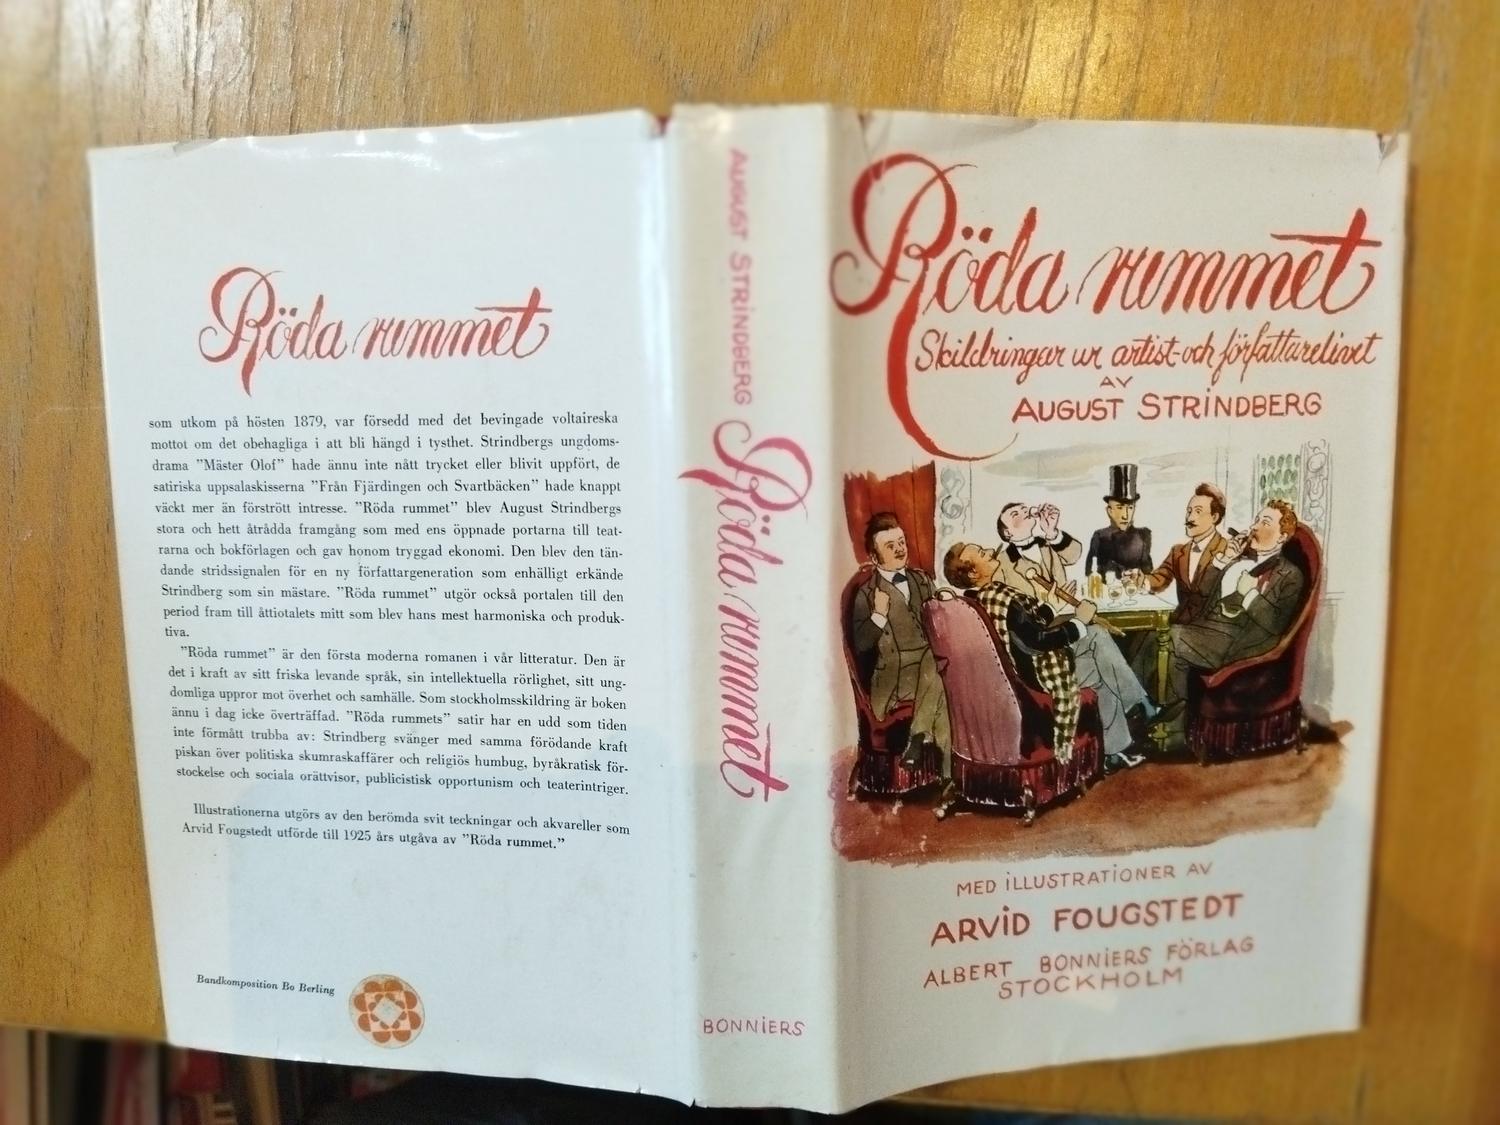 Röda rummet
som utkom på hösten 1879, var försedd med det bevingade voltaireska
mottot om det obehagliga i att bli hängd i tysthet. Strindbergs ungdoms-
drama ”Mäster Olof” hade ännu inte nått trycket eller blivit uppfört, de
satiriska uppsalaskisserna ”Från Fjärdingen och Svartbäcken” hade knappt
väckt mer än förstrött intresse. ”Röda rummet” blev August Strindbergs
stora och hett åtrådda framgång som med ens öppnade portarna till teat-
rarna och bokförlagen och gav honom tryggad ekonomi. Den blev den tän-
dande stridssignalen för en ny författargeneration som enhälligt erkände
Strindberg som sin mästare. ”Röda rummet” utgör också portalen till den
period fram till åttiotalets mitt som blev hans mest harmoniska och produk-
tiva.
”Röda rummet” är den första moderna romanen i vår litteratur. Den är
det i kraft av sitt friska levande språk, sin intellektuella rörlighet, sitt ung-
domliga uppror mot överhet och samhälle. Som stockholmsskildring är boken
ännu i dag icke överträffad. ”Röda rummets” satir har en udd som tiden
inte förmått trubba av: Strindberg svänger med samma förödande kraft
piskan över politiska skumraskaffärer och religiös humbug, byråkratisk för-
stockelse och sociala orättvisor, publicistisk opportunism och teaterintriger.
Illustrationerna utgörs av den berömda svit teckningar och akvareller som
Arvid Fougstedt utförde till 1925 års utgåva av ”Röda rummet.”
Bandkomposition Bo Berling
AUGUST STRINDBERG Röda rummet
BONNIERS
Röda rummet
Skildringar ur artist- och författarelivet
AV
AUGUST STRINDBERG
MED ILLUSTRATIONER AV
ARVID FOUGSTEDT
ALBERT BONNIERS FÖRLAG
STOCKHOLM